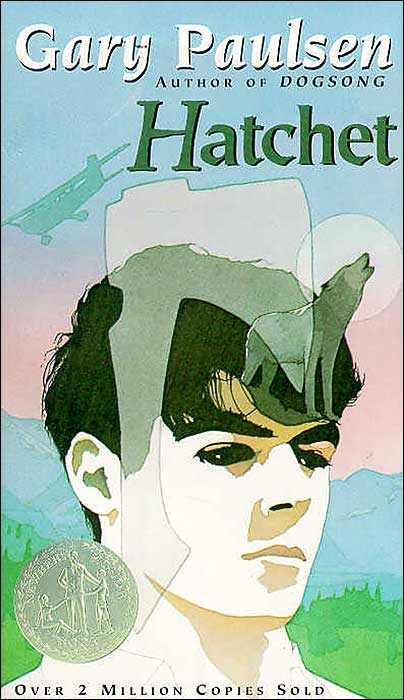 Gary Paulsen
AUTHOR OF DOGSONG
Hatchet
OVER 2 MILLION COPIES SOLD